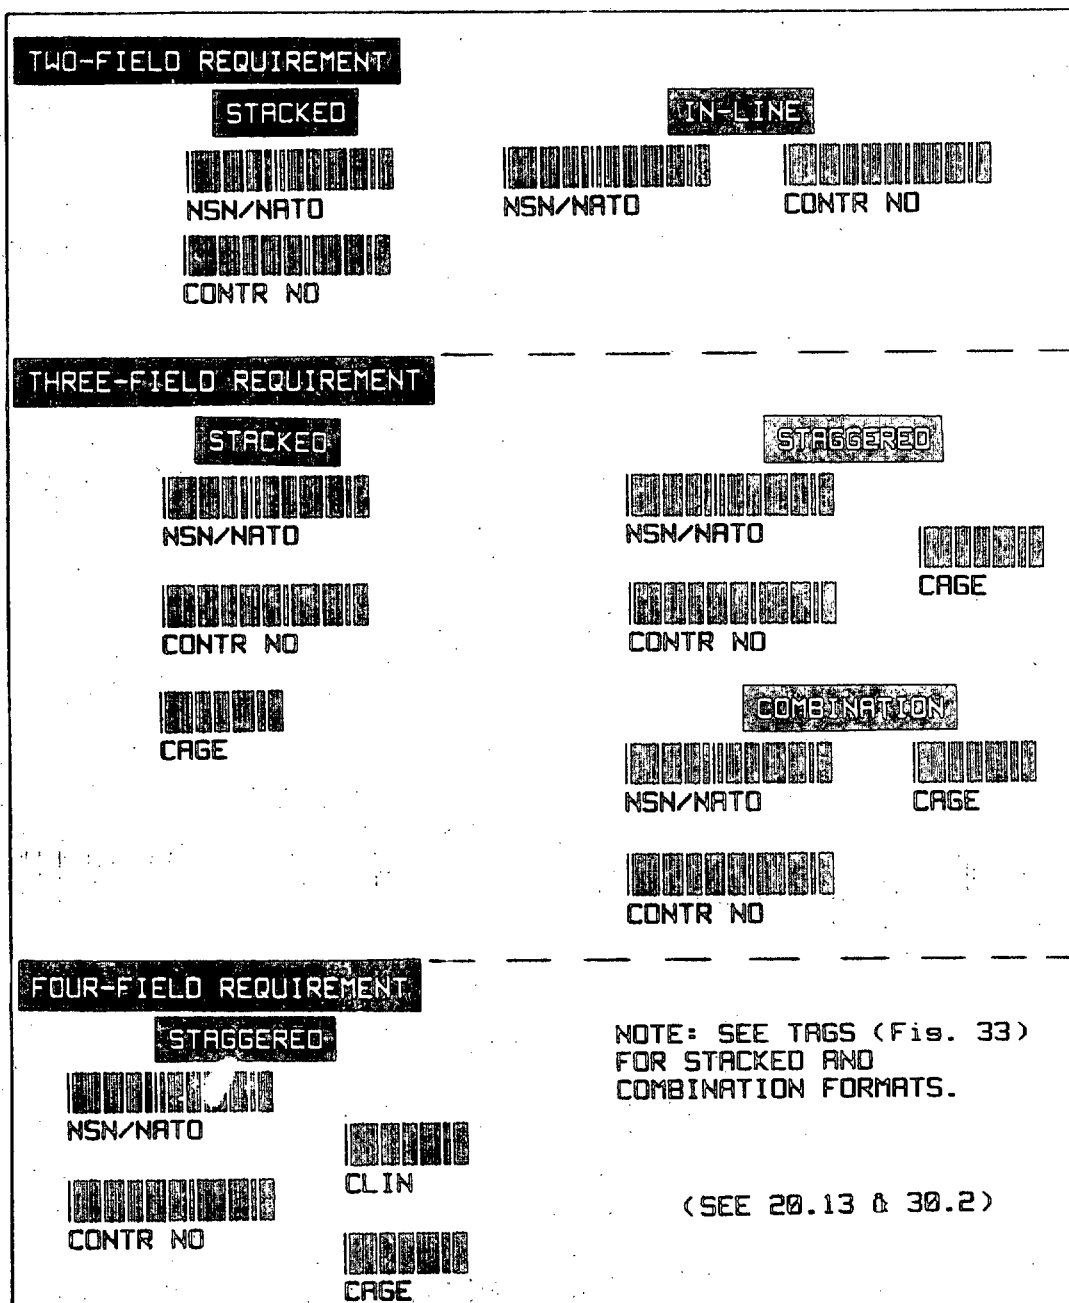 TWO-FIELD REQUIREMENT
STACKED
NSN/NATO
CONTR NO
IN-LINE
NSN/NATO
CONTR NO
THREE-FIELD REQUIREMENT
STACKED
NSN/NATO
CONTR NO
CAGE
STAGGERED
NSN/NATO
CAGE
CONTR NO
COMBINATION
NSN/NATO
CAGE
CONTR NO
FOUR-FIELD REQUIREMENT
STAGGERED
NSN/NATO
CLIN
CONTR NO
CAGE
NOTE: SEE TAGS (Fig. 33)
FOR STACKED AND
COMBINATION FORMATS.
(SEE 20.13 & 30.2)